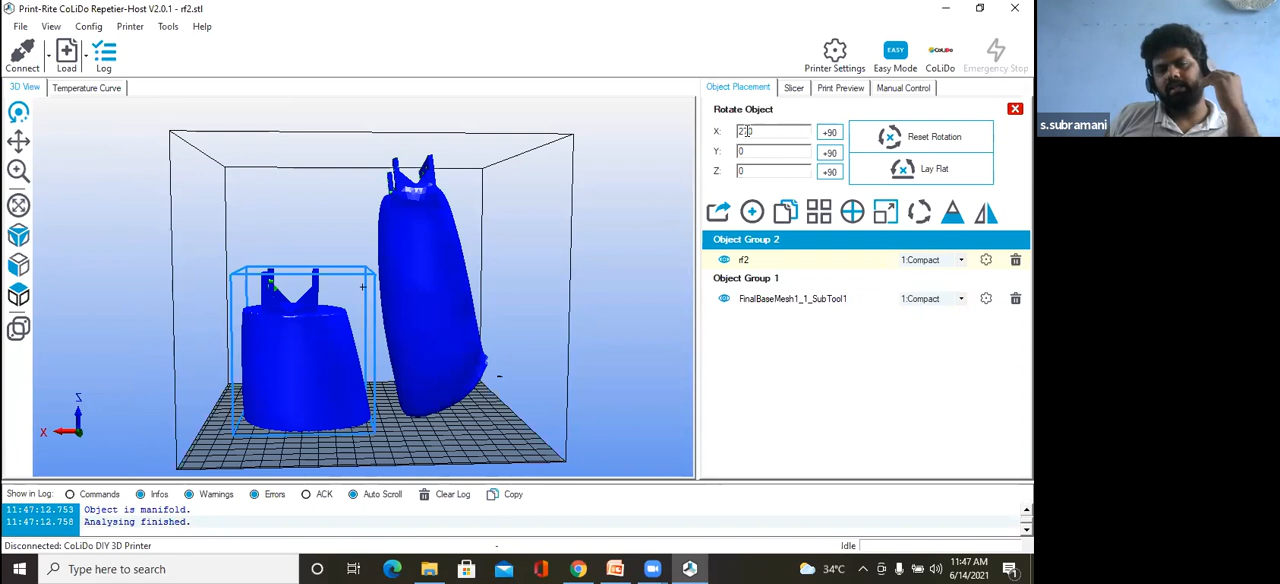 Print-Rite CoLiDo Repetier-Host V2.0.1 - rf2.stl
File View Config Printer Tools Help
Connect Load Log Printer Settings Easy Mode CoLiDo Emergency Stop
EASY
CoLiDo
3D View Temperature Curve
Object Placement Slicer Print Preview Manual Control
Rotate Object
X: 270 +90 Reset Rotation
Y: 0 +90
Z: 0 +90 Lay Flat
Object Group 2
rf2 1:Compact
Object Group 1
FinalBaseMesh1_1_SubTool1 1:Compact
Z
X
Show in Log: Commands Infos Warnings Errors ACK Auto Scroll Clear Log Copy
11:47:12.753 Object is manifold.
11:47:12.758 Analysing finished.
Disconnected: CoLiDo DIY 3D Printer - Idle
Type here to search
34°C
11:47 AM
6/14/2021
1
s.subramani